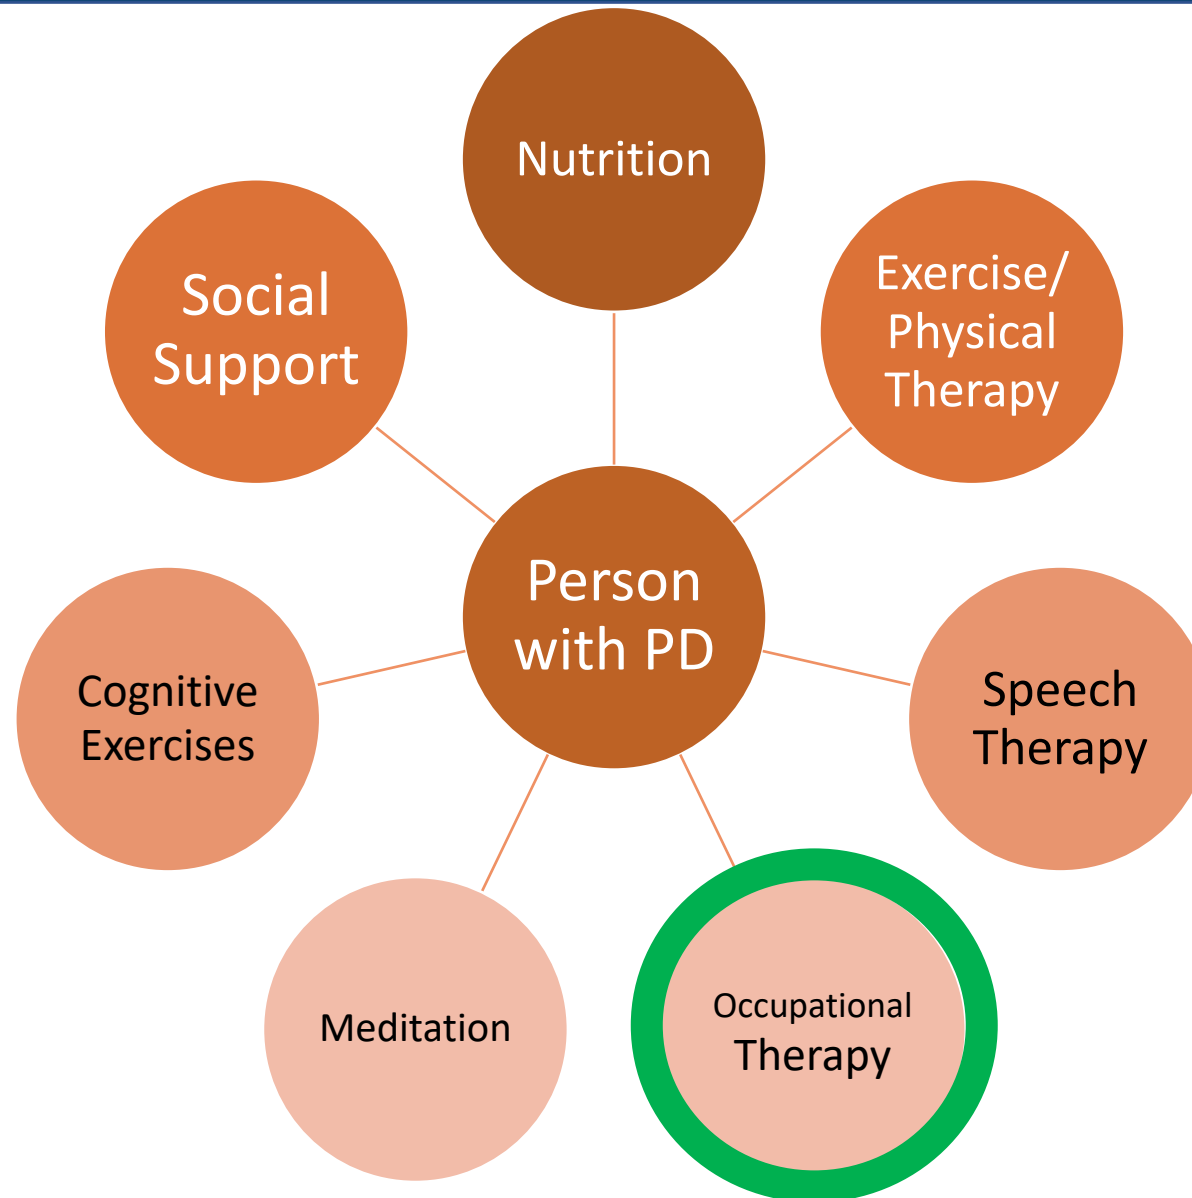 Nutrition
Social
Support
Exercise/
Physical
Therapy
Person
with PD
Cognitive
Exercises
Speech
Therapy
Meditation
Occupational
Therapy